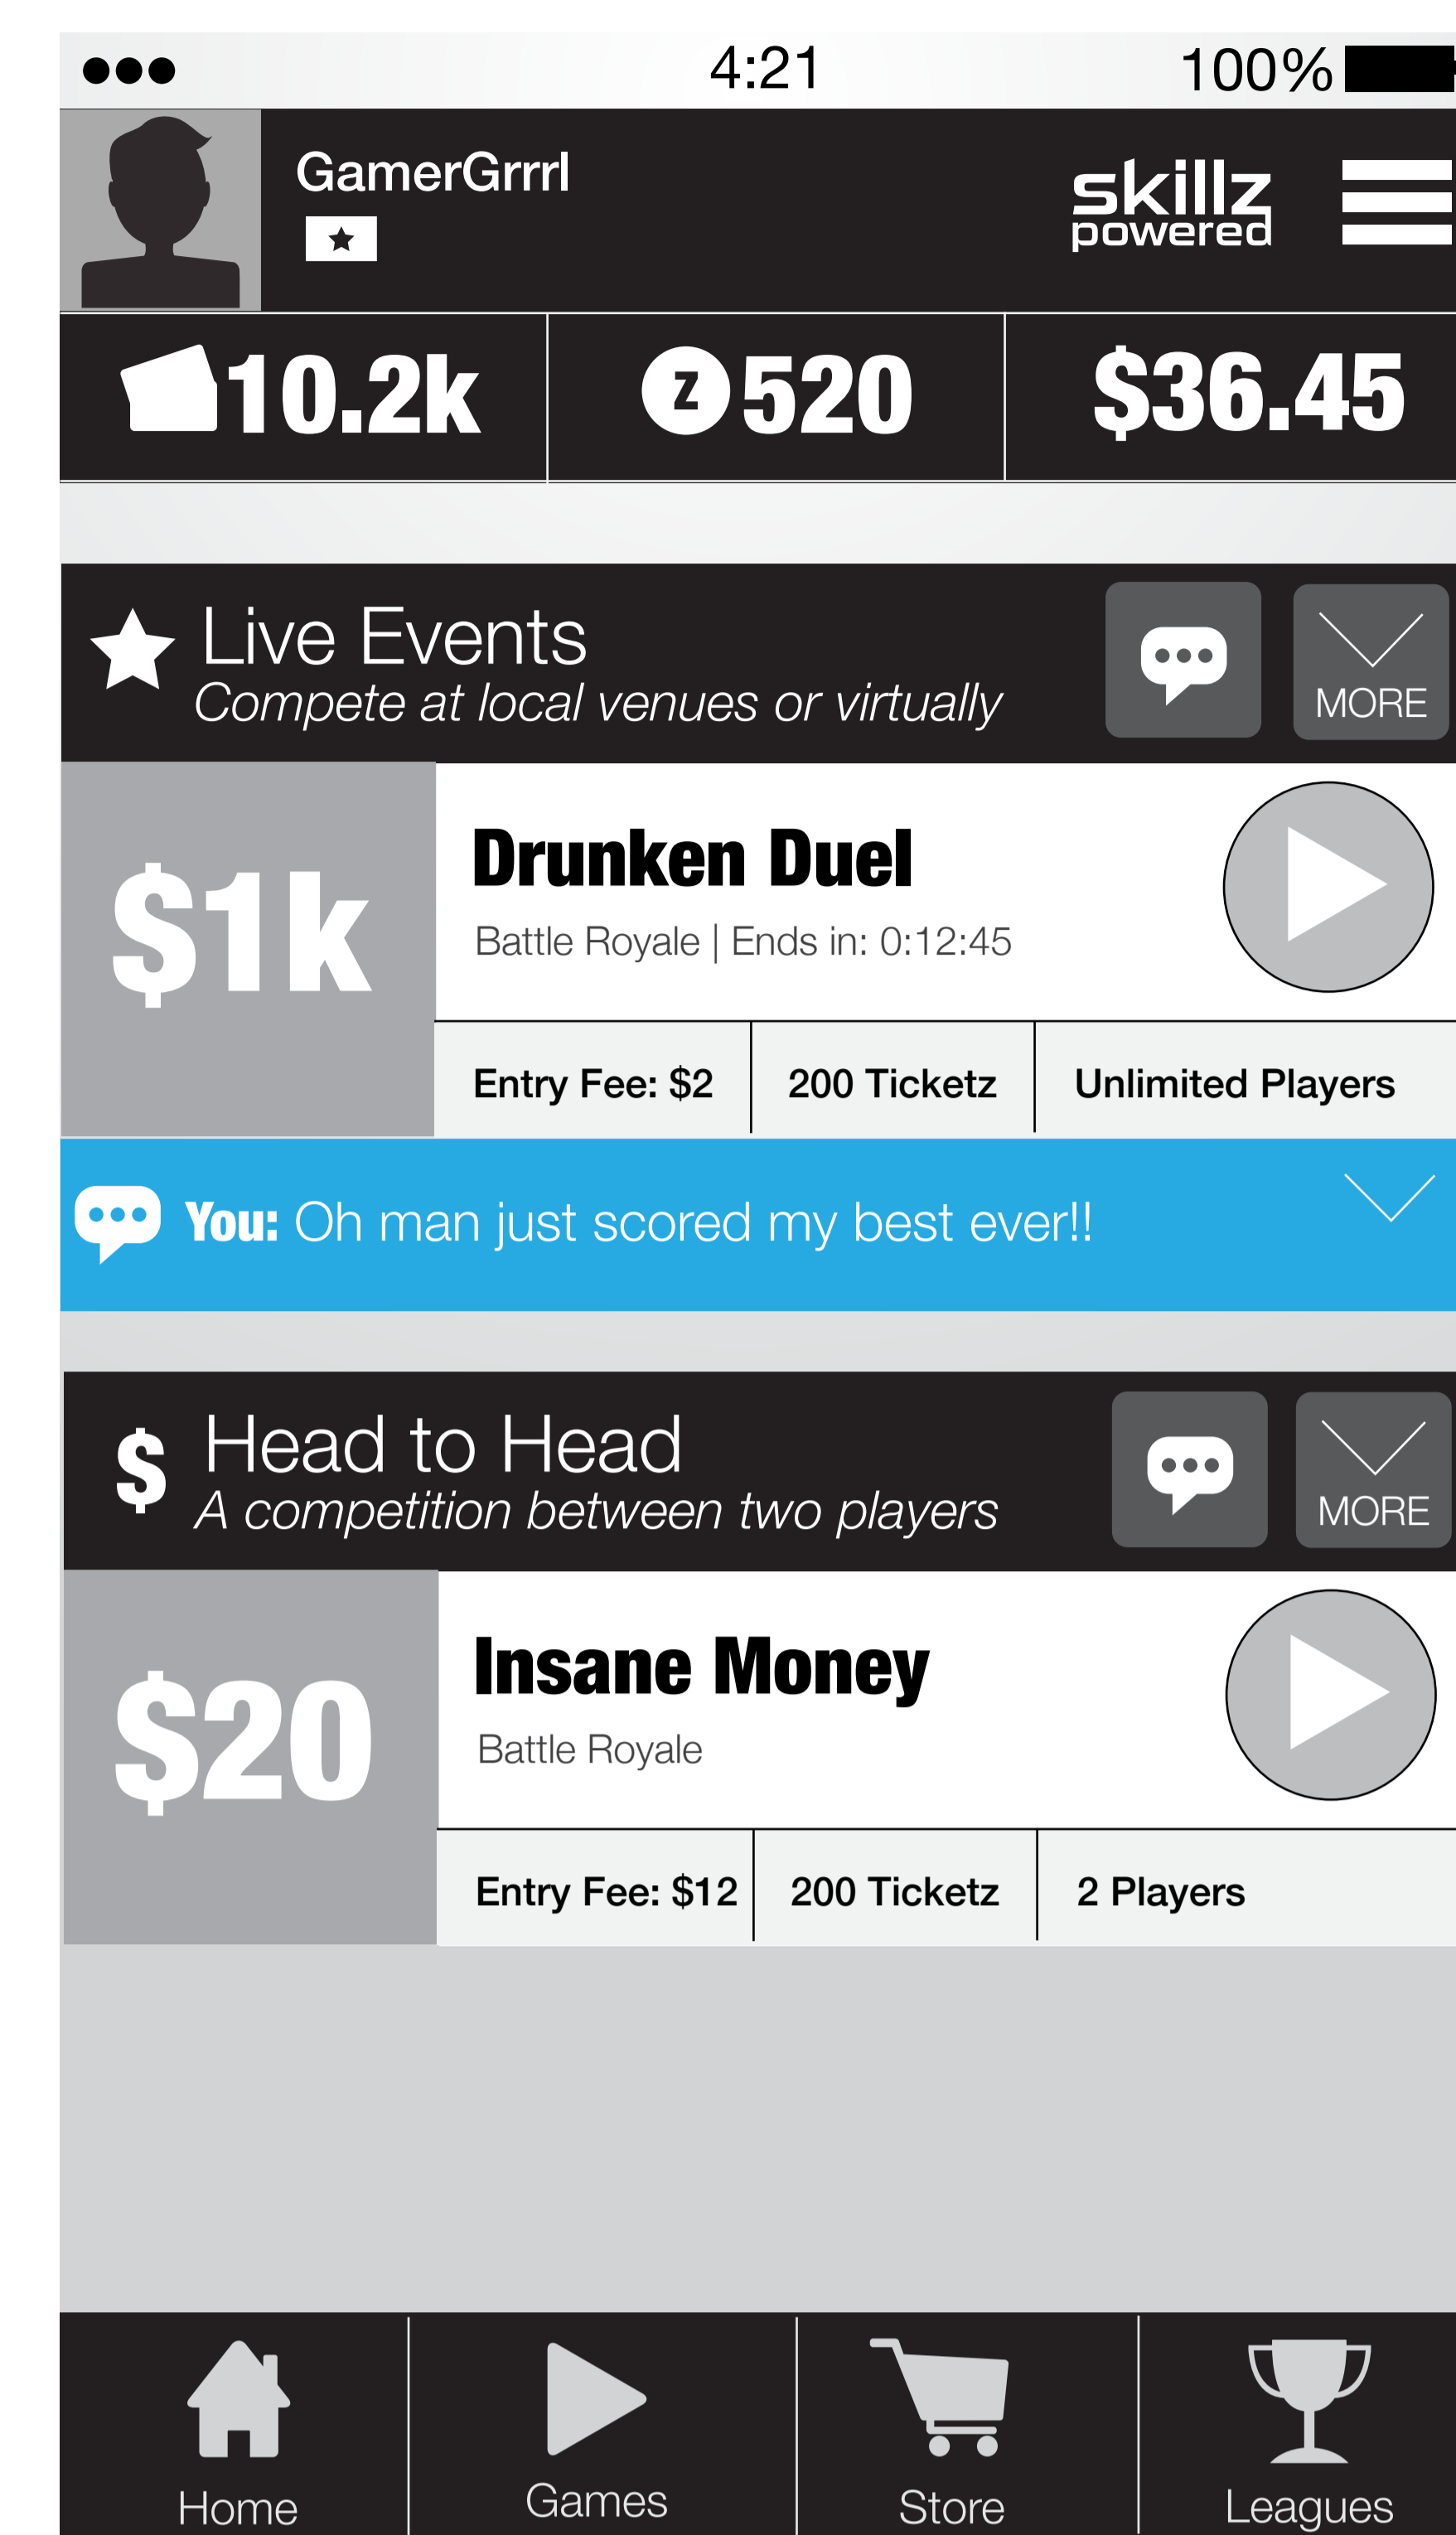 4:21
100%
GamerGrrrl
skillz
powered
10.2k
Z 520
$36.45
Live Events
Compete at local venues or virtually
MORE
$1k
Drunken Duel
Battle Royale | Ends in: 0:12:45
Entry Fee: $2
200 Ticketz
Unlimited Players
You: Oh man just scored my best ever!!
$ Head to Head
A competition between two players
MORE
$20
Insane Money
Battle Royale
Entry Fee: $12
200 Ticketz
2 Players
Home
Games
Store
Leagues